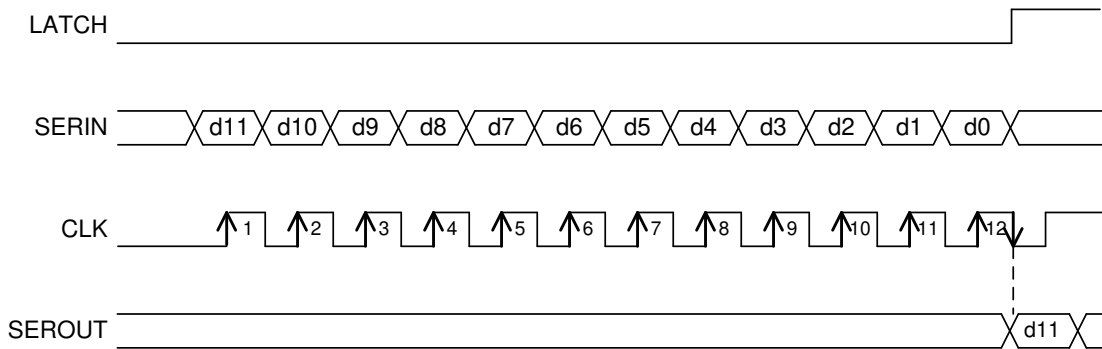 LATCH
SERIN d11 d10 d9 d8 d7 d6 d5 d4 d3 d2 d1 d0
CLK 1 2 3 4 5 6 7 8 9 10 11 12
SEROUT d11